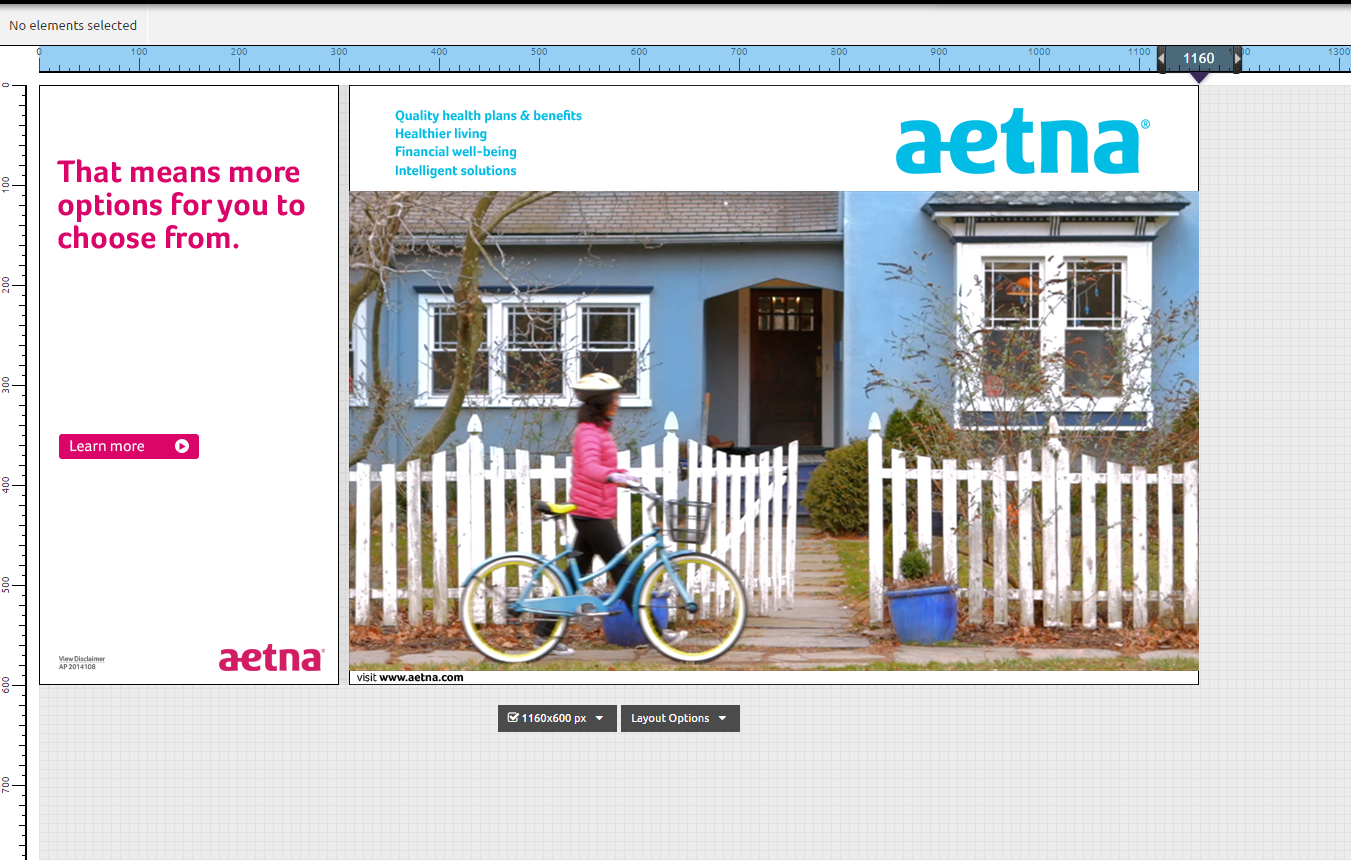 No elements selected
0 100 200 300 400 500 600 700 800 900 1000 1100 1300
1160
0
100
200
300
400
500
600
700
That means more
options for you to
choose from.
Learn more
View Disclaimer
AP2014108
aetna®
Quality health plans & benefits
Healthier living
Financial well-being
Intelligent solutions
aetna®
visit www.aetna.com
1160x600 px
Layout Options